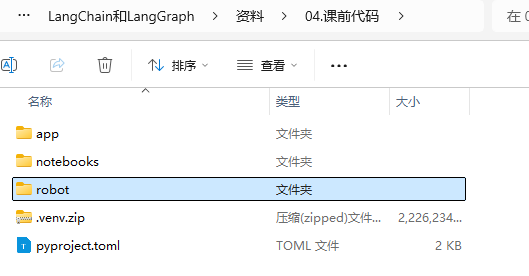 ··· LangChain和LangGraph > 资料 > 04.课前代码 > 在 0
排序 查看 ···
名称 类型 大小
app 文件夹
notebooks 文件夹
robot 文件夹
.venv.zip 压缩(zipped)文件... 2,226,234...
pyproject.toml TOML 文件 2 KB